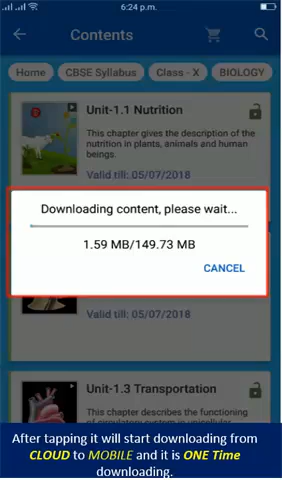 6:24 p.m.
Contents
Home
CBSE Syllabus
Class - X
BIOLOGY
Unit-1.1 Nutrition
This chapter gives the description of the
nutrition in plants, animals and human
beings.
Valid till: 05/07/2018
Downloading content, please wait...
1.59 MB/149.73 MB
CANCEL
Valid till: 05/07/2018
Unit-1.3 Transportation
This chapter describes the functioning
of circulatory system in unicellular
After tapping it will start downloading from
CLOUD to MOBILE and it is ONE Time
downloading.